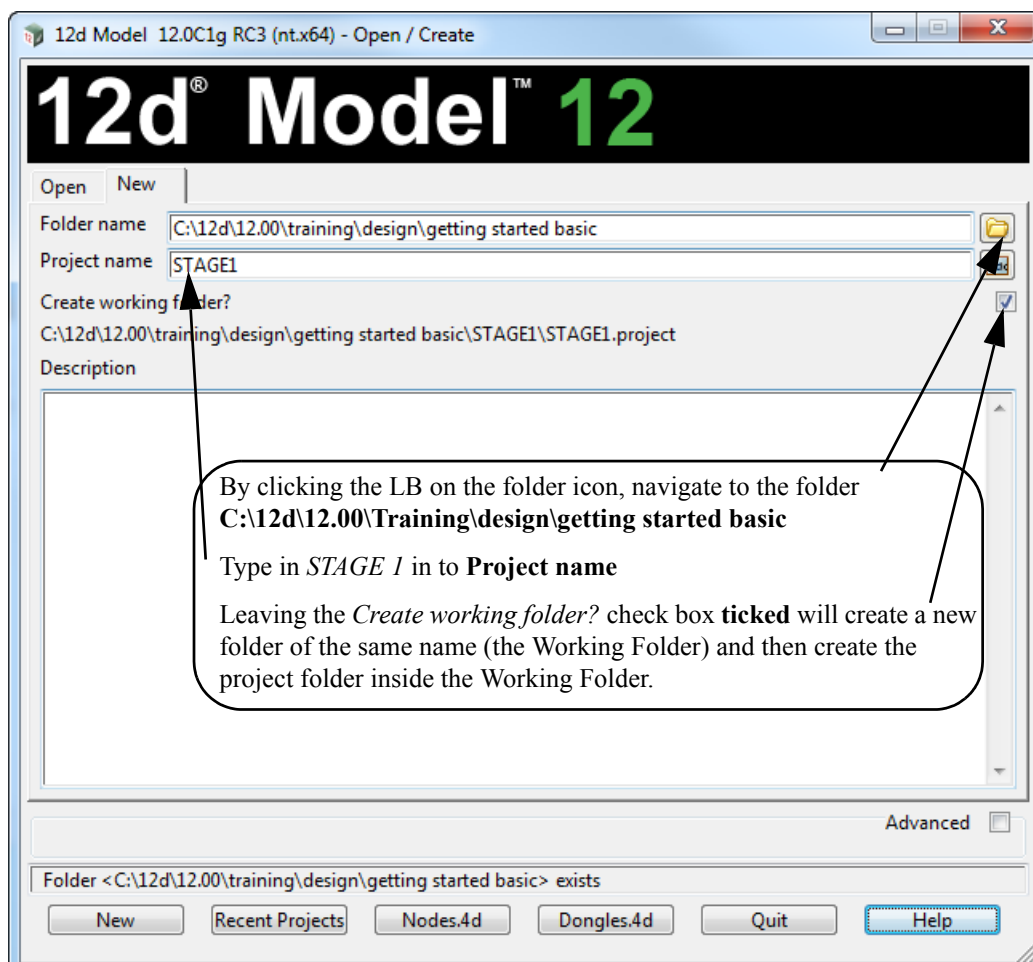 12d Model 12.0C1g RC3 (nt.x64) - Open / Create
12d® Model™ 12
Open New
Folder name C:\12d\12.00\training\design\getting started basic
Project name STAGE1
Create working folder?
C:\12d\12.00\training\design\getting started basic\STAGE1\STAGE1.project
Description
By clicking the LB on the folder icon, navigate to the folder
C:\12d\12.00\Training\design\getting started basic
Type in STAGE 1 in to Project name
Leaving the Create working folder? check box ticked will create a new
folder of the same name (the Working Folder) and then create the
project folder inside the Working Folder.
Advanced
Folder <C:\12d\12.00\training\design\getting started basic> exists
New Recent Projects Nodes.4d Dongles.4d Quit Help